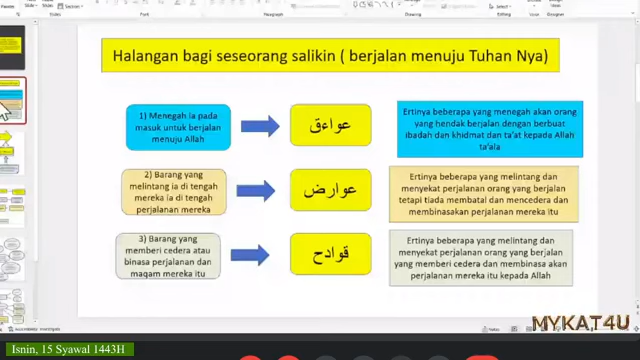 Halangan bagi seseorang salikin ( berjalan menuju Tuhan Nya)
1) Menegah ia pada
masuk untuk berjalan
menuju Allah
عواءق
Ertinya beberapa yang menegah akan orang
yang hendak berjalan dengan berbuat
ibadah dan khidmat dan ta'at kepada Allah
ta'ala
2) Barang yang
melintang ia di tengah
mereka ia di tengah
perjalanan mereka
عوارض
Ertinya beberapa yang melintang dan
menyekat perjalanan orang yang berjalan
tetapi tiada membatal dan mencedera dan
membinasakan perjalanan mereka itu
3) Barang yang
memberi cedera atau
binasa perjalanan dan
maqam mereka itu
قوادح
Ertinya beberapa yang melintang dan
menyekat perjalanan orang yang berjalan
yang memberi cedera dan membinasa akan
perjalanan mereka itu kepada Allah
MYKAT4U
Isnin, 15 Syawal 1443H